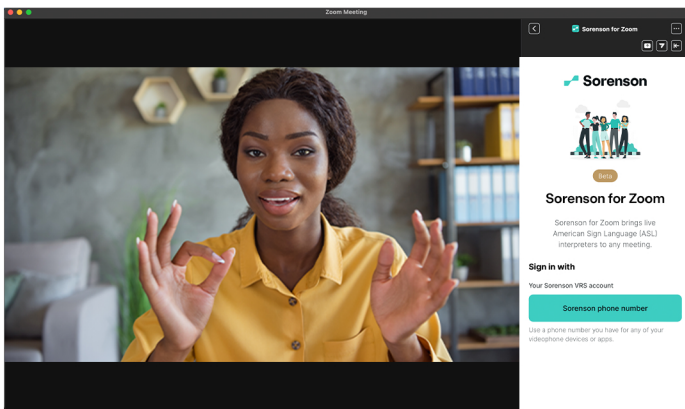 Zoom Meeting
Sorenson for Zoom
Sorenson
Beta
Sorenson for Zoom
Sorenson for Zoom brings live
American Sign Language (ASL)
interpreters to any meeting.
Sign in with
Your Sorenson VRS account
Sorenson phone number
Use a phone number you have for any of your
videophone devices or apps.